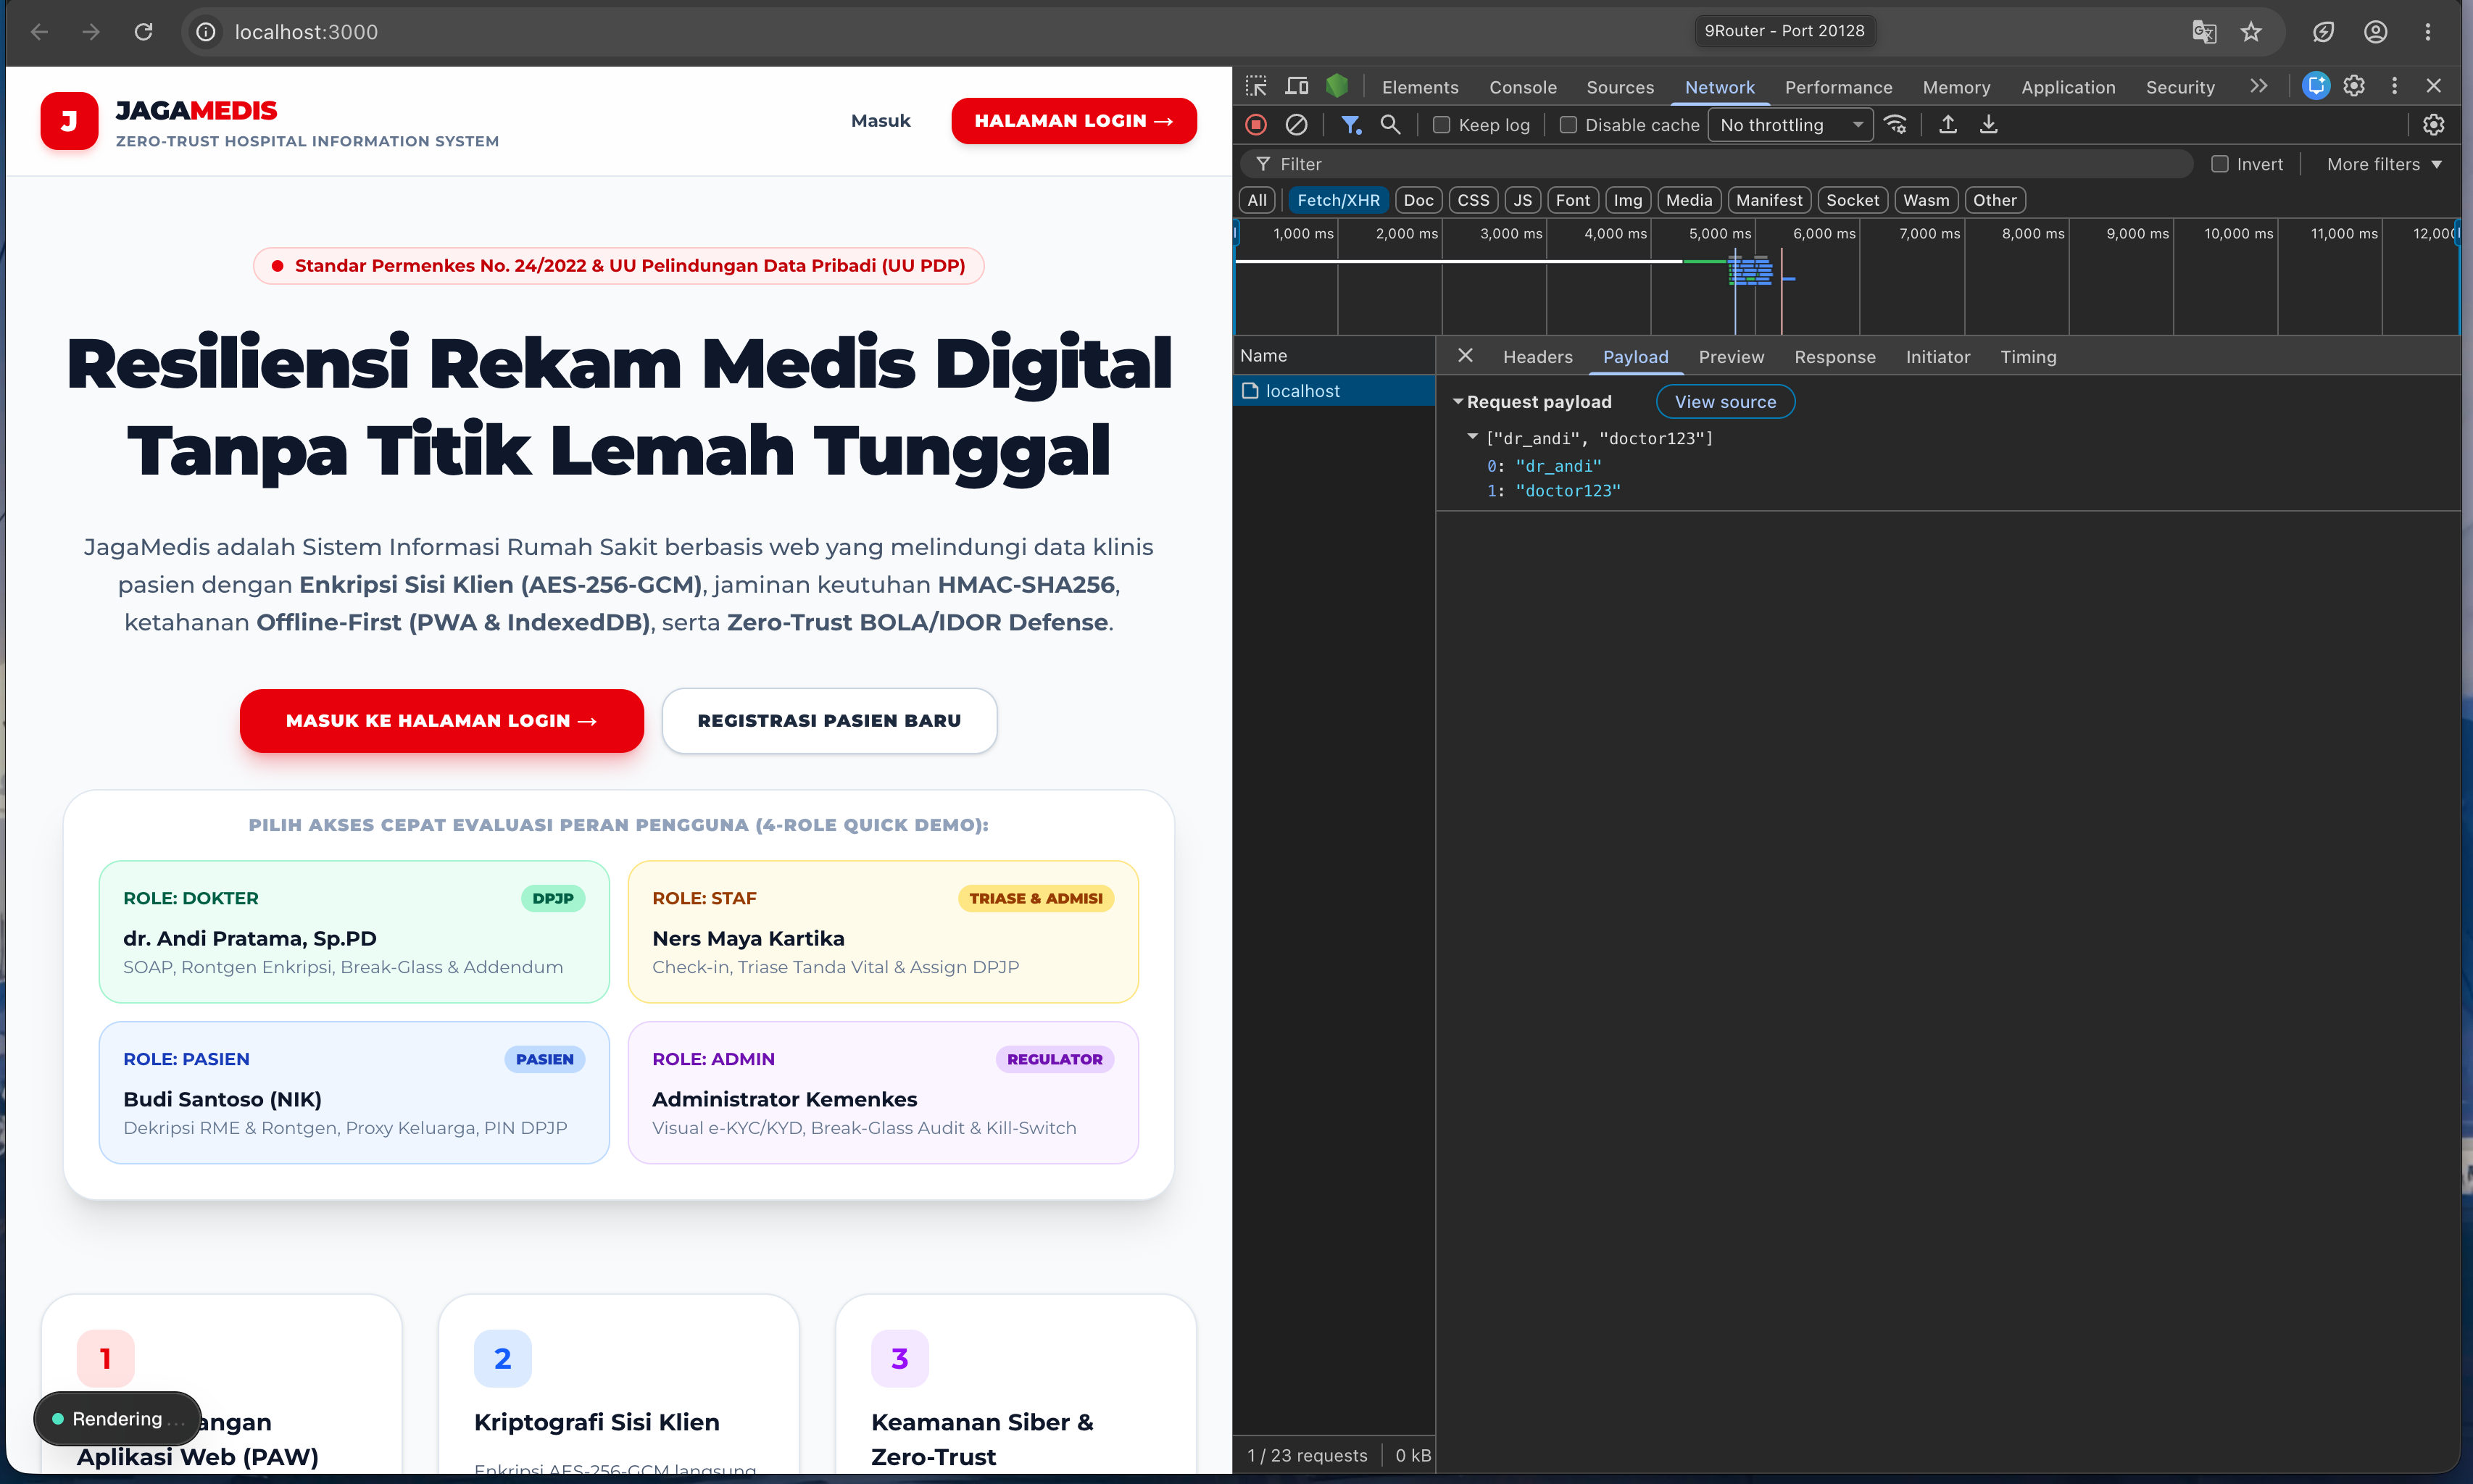 localhost:3000
9Router - Port 20128
J
JAGAMEDIS
ZERO-TRUST HOSPITAL INFORMATION SYSTEM
Masuk
HALAMAN LOGIN →
Standar Permenkes No. 24/2022 & UU Pelindungan Data Pribadi (UU PDP)
Resiliensi Rekam Medis Digital
Tanpa Titik Lemah Tunggal
JagaMedis adalah Sistem Informasi Rumah Sakit berbasis web yang melindungi data klinis
pasien dengan Enkripsi Sisi Klien (AES-256-GCM), jaminan keutuhan HMAC-SHA256,
ketahanan Offline-First (PWA & IndexedDB), serta Zero-Trust BOLA/IDOR Defense.
MASUK KE HALAMAN LOGIN →
REGISTRASI PASIEN BARU
PILIH AKSES CEPAT EVALUASI PERAN PENGGUNA (4-ROLE QUICK DEMO):
ROLE: DOKTER
DPJP
dr. Andi Pratama, Sp.PD
SOAP, Rontgen Enkripsi, Break-Glass & Addendum
ROLE: STAF
TRIASE & ADMISI
Ners Maya Kartika
Check-in, Triase Tanda Vital & Assign DPJP
ROLE: PASIEN
PASIEN
Budi Santoso (NIK)
Dekripsi RME & Rontgen, Proxy Keluarga, PIN DPJP
ROLE: ADMIN
REGULATOR
Administrator Kemenkes
Visual e-KYC/KYD, Break-Glass Audit & Kill-Switch
1
angan
Aplikasi Web (PAW)
Rendering ...
2
Kriptografi Sisi Klien
Enkripsi AES-256-GCM langsung
3
Keamanan Siber &
Zero-Trust
Elements
Console
Sources
Network
Performance
Memory
Application
Security
Keep log
Disable cache
No throttling
Filter
Invert
More filters
All
Fetch/XHR
Doc
CSS
JS
Font
Img
Media
Manifest
Socket
Wasm
Other
1,000 ms
2,000 ms
3,000 ms
4,000 ms
5,000 ms
6,000 ms
7,000 ms
8,000 ms
9,000 ms
10,000 ms
11,000 ms
Name
Headers
Payload
Preview
Response
Initiator
Timing
localhost
Request payload
View source
["dr_andi", "doctor123"]
0: "dr_andi"
1: "doctor123"
1 / 23 requests
0 kB